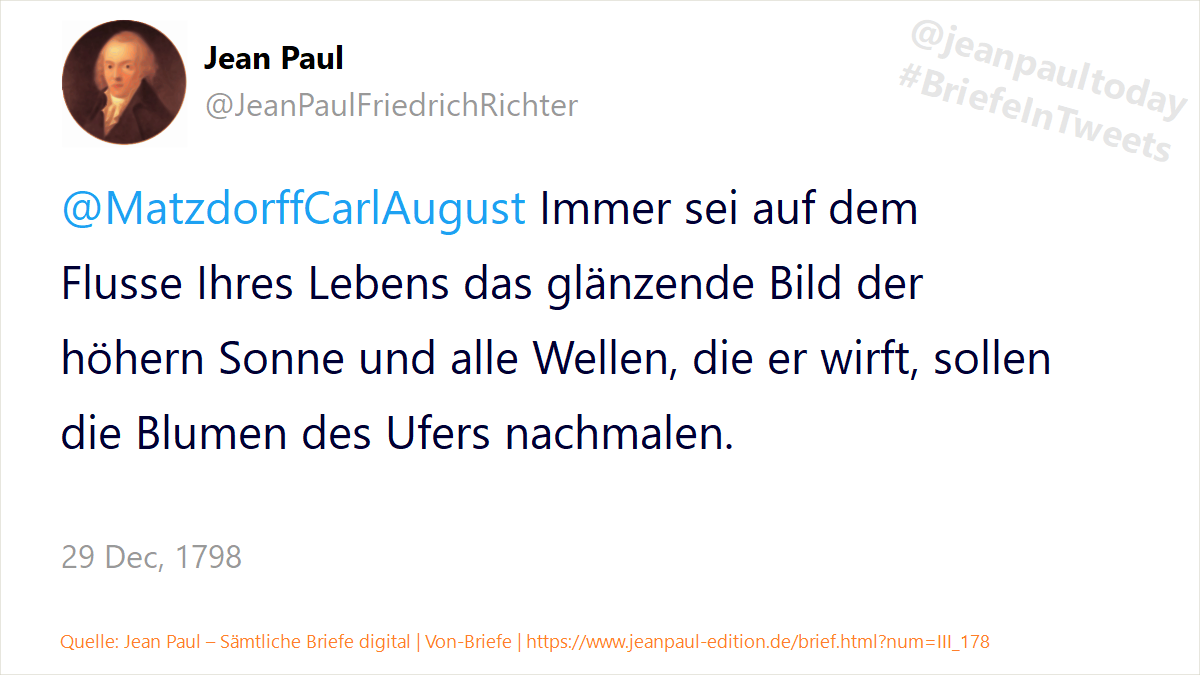 Jean Paul
@JeanPaulFriedrichRichter
@jeanpaultoday
#BriefeInTweets
@MatzdorffCarlAugust Immer sei auf dem
Flusse Ihres Lebens das glänzende Bild der
höhern Sonne und alle Wellen, die er wirft, sollen
die Blumen des Ufers nachmalen.
29 Dec, 1798
Quelle: Jean Paul – Sämtliche Briefe digital | Von-Briefe | https://www.jeanpaul-edition.de/brief.html?num=III_178